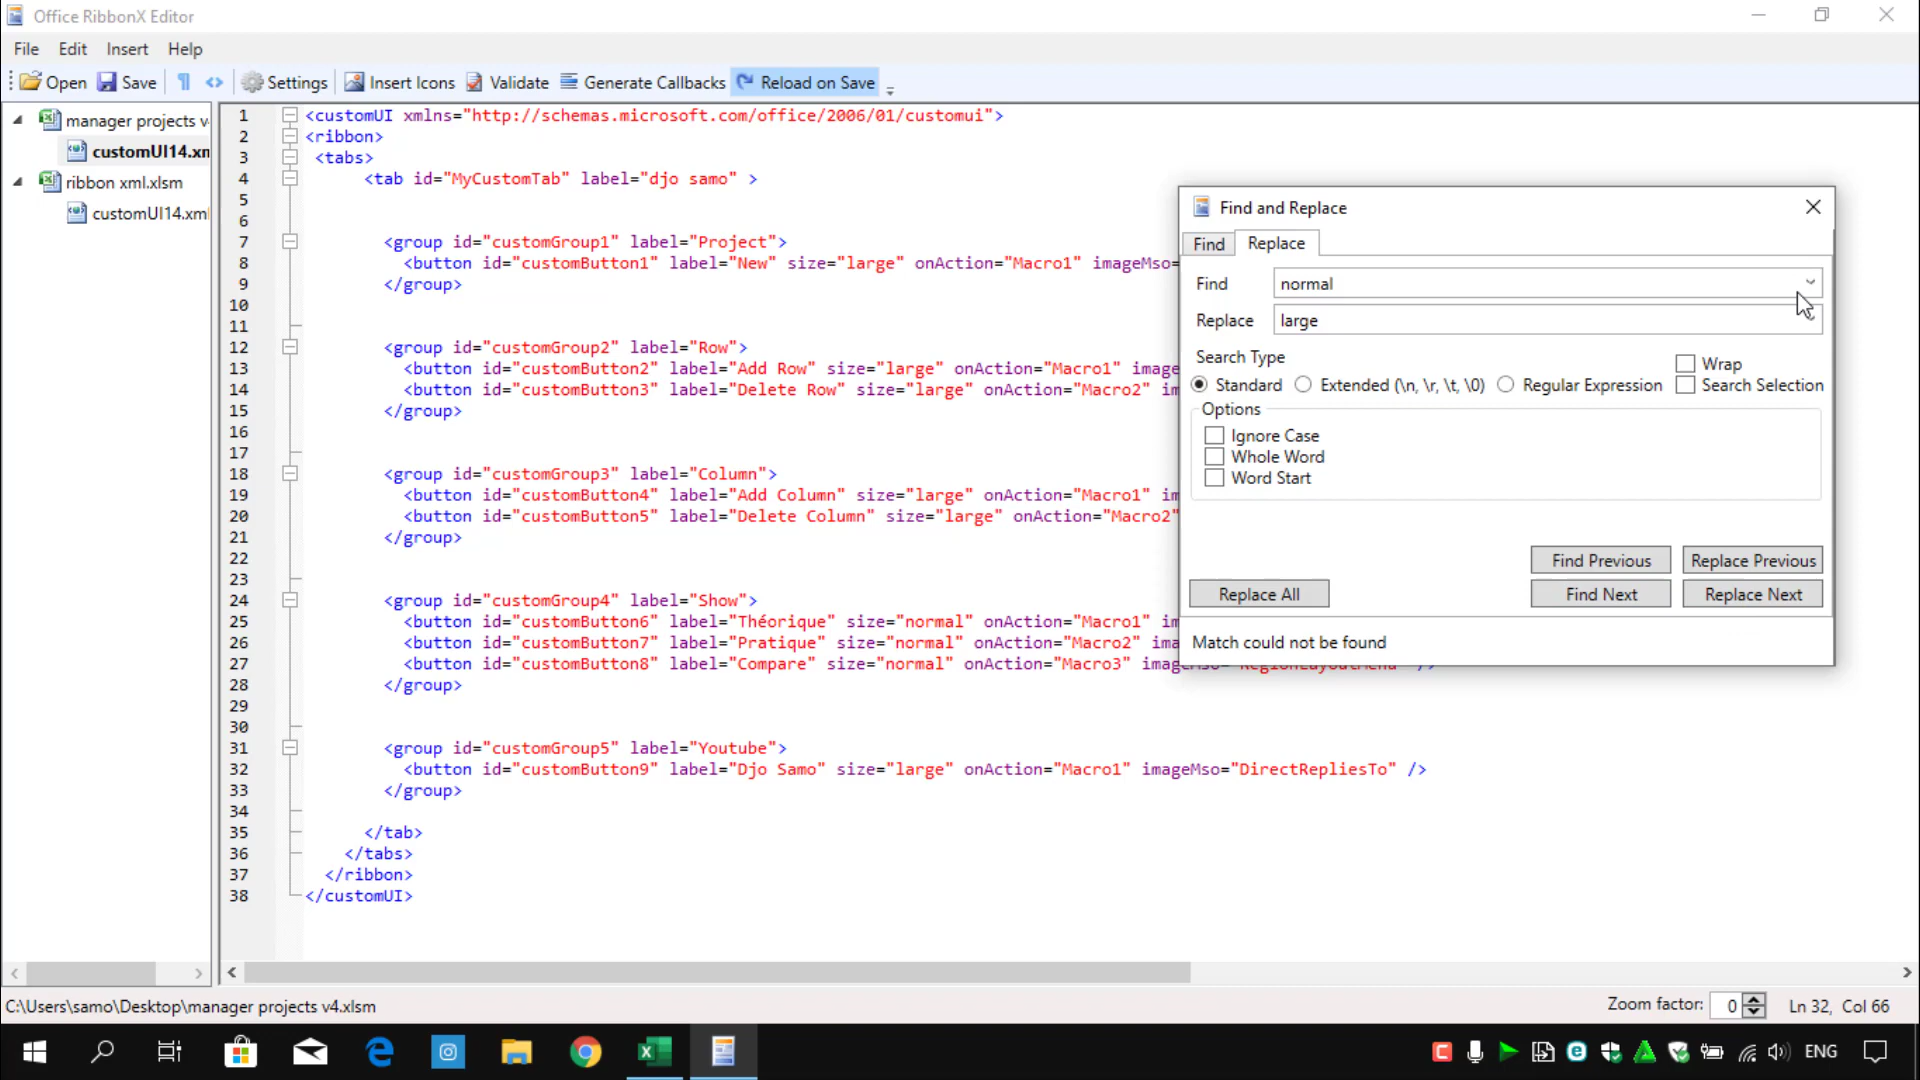 Office RibbonX Editor
File Edit Insert Help
Open Save Settings Insert Icons Validate Generate Callbacks Reload on Save
manager projects v
customUI14.xm
ribbon xml.xlsm
customUI14.xml
1 <customUI xmlns="http://schemas.microsoft.com/office/2006/01/customui">
2 <ribbon>
3 <tabs>
4 <tab id="MyCustomTab" label="djo samo" >
5
6
7 <group id="customGroup1" label="Project">
8 <button id="customButton1" label="New" size="large" onAction="Macro1" imageMso=
9 </group>
10
11
12 <group id="customGroup2" label="Row">
13 <button id="customButton2" label="Add Row" size="large" onAction="Macro1" image
14 <button id="customButton3" label="Delete Row" size="large" onAction="Macro2" im
15 </group>
16
17
18 <group id="customGroup3" label="Column">
19 <button id="customButton4" label="Add Column" size="large" onAction="Macro1" im
20 <button id="customButton5" label="Delete Column" size="large" onAction="Macro2"
21 </group>
22
23
24 <group id="customGroup4" label="Show">
25 <button id="customButton6" label="Théorique" size="normal" onAction="Macro1" im
26 <button id="customButton7" label="Pratique" size="normal" onAction="Macro2" ima
27 <button id="customButton8" label="Compare" size="normal" onAction="Macro3" imageMso="RegionLayoutMenu" />
28 </group>
29
30
31 <group id="customGroup5" label="Youtube">
32 <button id="customButton9" label="Djo Samo" size="large" onAction="Macro1" imageMso="DirectRepliesTo" />
33 </group>
34
35 </tab>
36 </tabs>
37 </ribbon>
38 </customUI>
Find and Replace
Find Replace
Find normal
Replace large
Search Type
Wrap
Standard Extended (\n, \r, \t, \0) Regular Expression Search Selection
Options
Ignore Case
Whole Word
Word Start
Find Previous Replace Previous
Replace All Find Next Replace Next
Match could not be found
C:\Users\samo\Desktop\manager projects v4.xlsm
Zoom factor: 0 Ln 32, Col 66
ENG